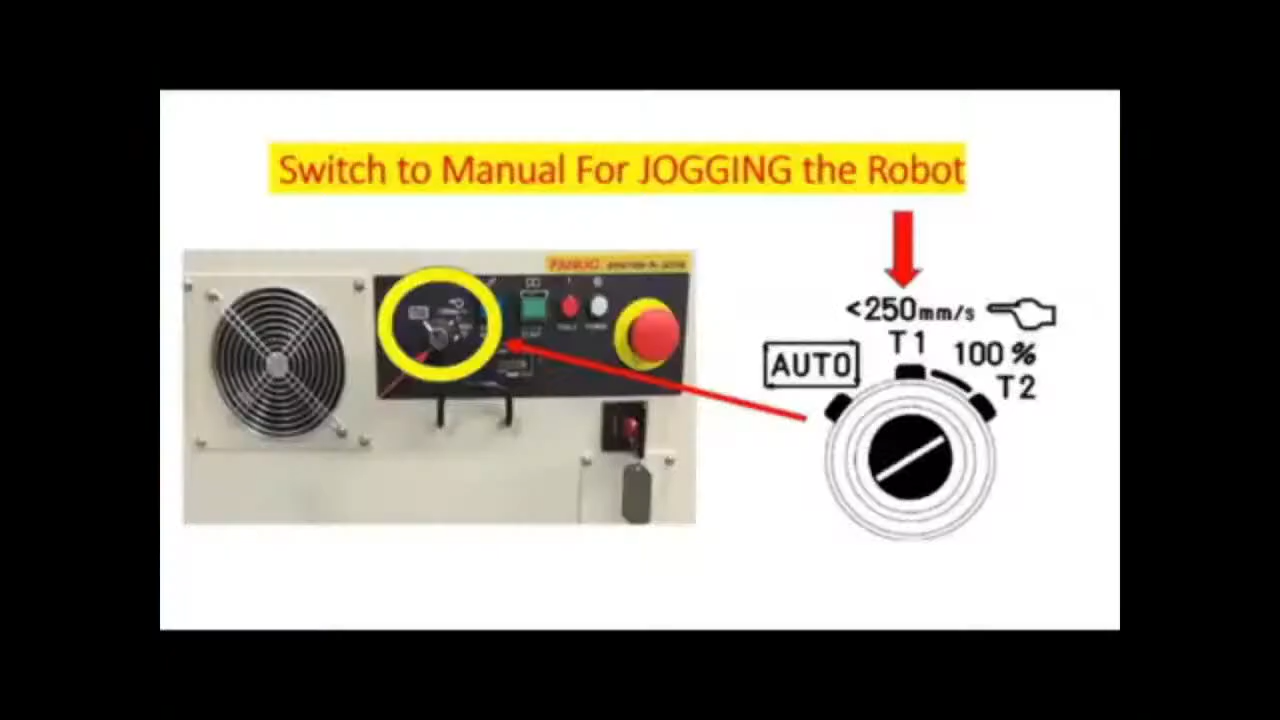 Switch to Manual For JOGGING the Robot
FANUC
<250mm/s
T1
100 %
AUTO
T2